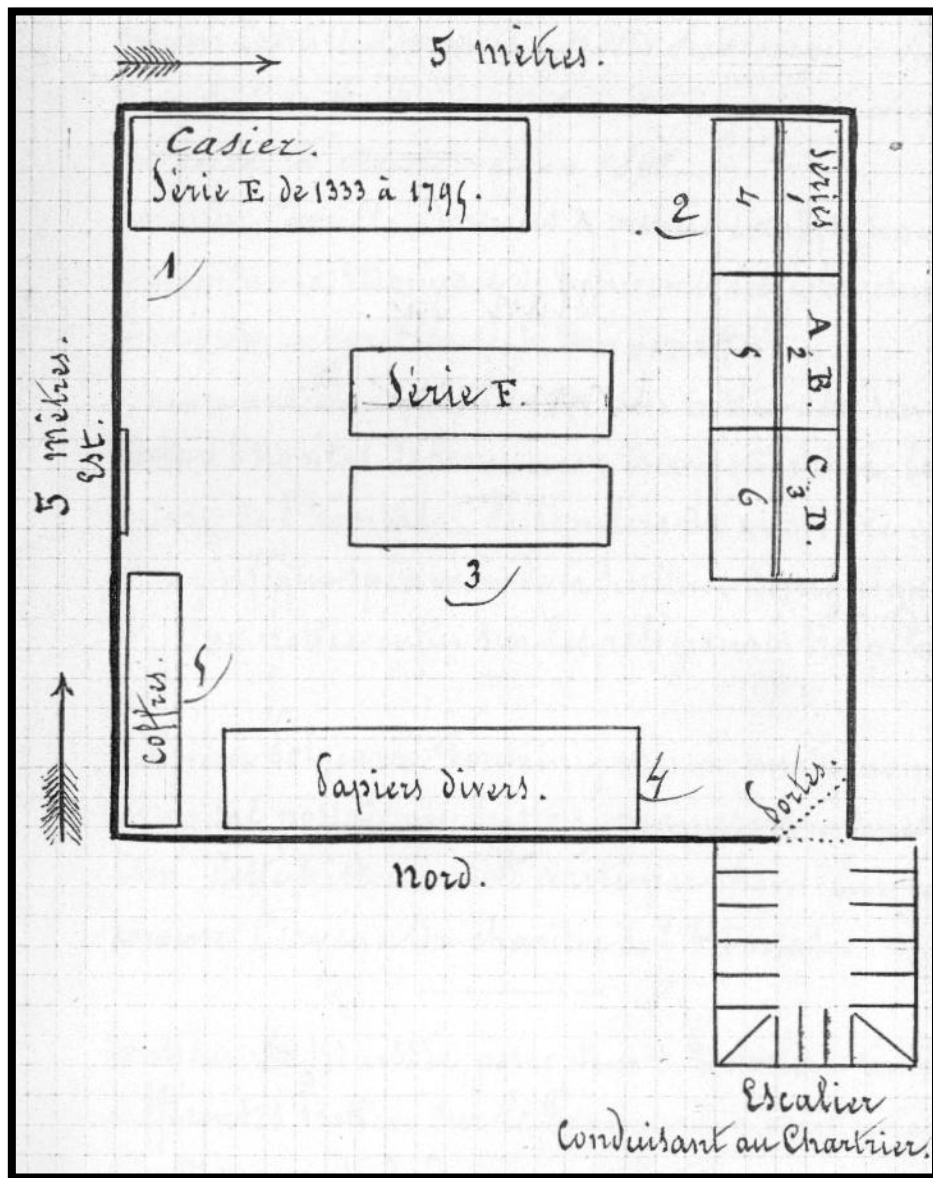 5 Mètres.
Casier.
Série E de 1333 à 1795.
1
2
Séries
1
4
A B.
2
5
C D.
3
6
Série F.
3
5 Mètres.
Est.
Coffres.
5
Papiers divers.
4
Portes.
Nord.
Escalier
Conduisant au Chartrier.